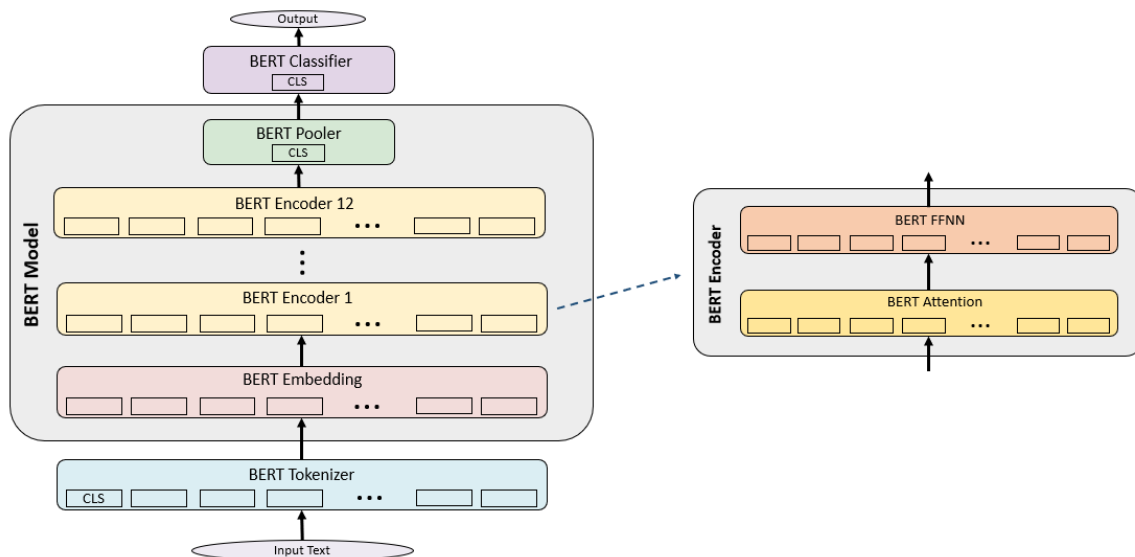 Output
BERT Classifier
CLS
BERT Pooler
CLS
BERT Encoder 12
BERT Model
BERT Encoder 1
BERT Embedding
BERT Tokenizer
CLS
Input Text
BERT Encoder
BERT FFNN
BERT Attention